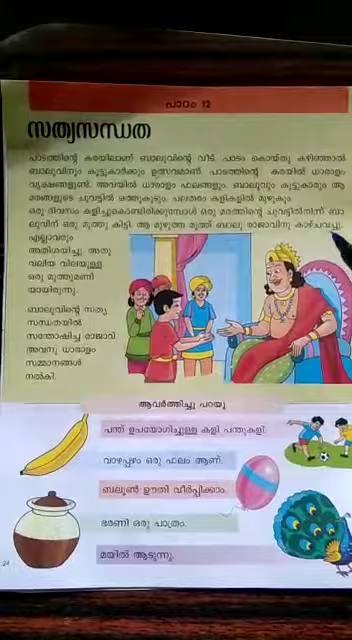 പാഠം 12
സത്യസന്ധത
പാടത്തിന്റെ കരയിലാണ് ബാലുവിന്റെ വീട്. പാടം കൊയ്തു കഴിഞ്ഞാൽ
ബാലുവിനും കൂട്ടുകാർക്കും ഉത്സവമാണ്. പാടത്തിന്റെ കരയിൽ ധാരാളം
വൃക്ഷങ്ങളുണ്ട്. അവയിൽ ധാരാളം ഫലങ്ങളും. ബാലുവും കൂട്ടുകാരും ആ
മരങ്ങളുടെ ചുവട്ടിൽ ഒത്തുകൂടും. പലതരം കളികളിൽ മുഴുകും.
ഒരു ദിവസം കളിച്ചുകൊണ്ടിരിക്കുമ്പോൾ ഒരു മരത്തിന്റെ ചുവട്ടിൽനിന്ന് ബാ
ലുവിന് ഒരു മുത്തു കിട്ടി. ആ മുഴുത്ത മുത്ത് ബാലു രാജാവിനു കാഴ്ചവച്ചു.
എല്ലാവരും
അതിശയിച്ചു. അതു
വലിയ വിലയുള്ള
ഒരു മുത്തുമണി
യായിരുന്നു.
ബാലുവിന്റെ സത്യ
സന്ധതയിൽ
സന്തോഷിച്ച രാജാവ്
അവനു ധാരാളം
സമ്മാനങ്ങൾ
നൽകി.
ആവർത്തിച്ചു പറയൂ
പന്ത് ഉപയോഗിച്ചുള്ള കളി പന്തുകളി.
വാഴപ്പഴം ഒരു ഫലം ആണ്.
ബലൂൺ ഊതി വീർപ്പിക്കാം.
ഭരണി ഒരു പാത്രം.
മയിൽ ആടുന്നു.
24